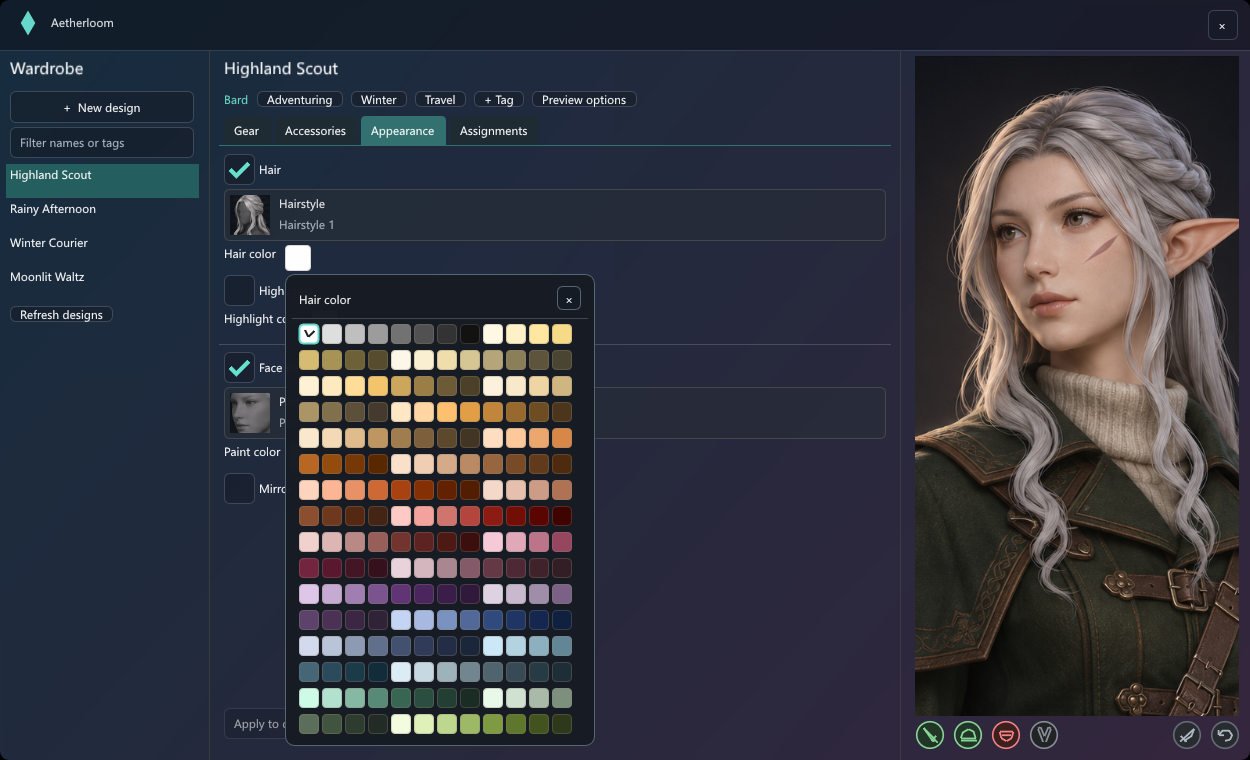 Aetherloom
×
Wardrobe
+ New design
Filter names or tags
Highland Scout
Rainy Afternoon
Winter Courier
Moonlit Waltz
Refresh designs
Highland Scout
Bard Adventuring Winter Travel + Tag Preview options
Gear Accessories Appearance Assignments
Hair
Hairstyle
Hairstyle 1
Hair color
High
Highlight co
Face
P
P
Paint color
Mirro
Apply to c
Hair color
×